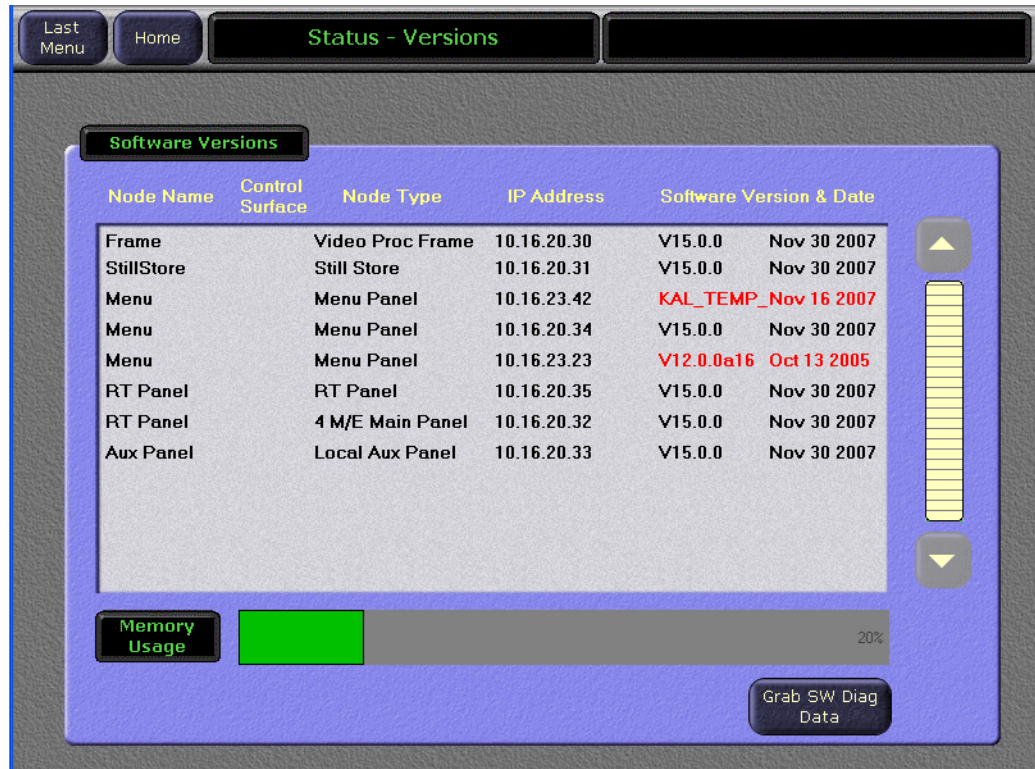 Last Menu
Home
Status - Versions
Software Versions
Node Name Control Surface Node Type IP Address Software Version & Date
Frame Video Proc Frame 10.16.20.30 V15.0.0 Nov 30 2007
StillStore Still Store 10.16.20.31 V15.0.0 Nov 30 2007
Menu Menu Panel 10.16.23.42 KAL_TEMP_Nov 16 2007
Menu Menu Panel 10.16.20.34 V15.0.0 Nov 30 2007
Menu Menu Panel 10.16.23.23 V12.0.0a16 Oct 13 2005
RT Panel RT Panel 10.16.20.35 V15.0.0 Nov 30 2007
RT Panel 4 M/E Main Panel 10.16.20.32 V15.0.0 Nov 30 2007
Aux Panel Local Aux Panel 10.16.20.33 V15.0.0 Nov 30 2007
Memory Usage
20%
Grab SW Diag Data